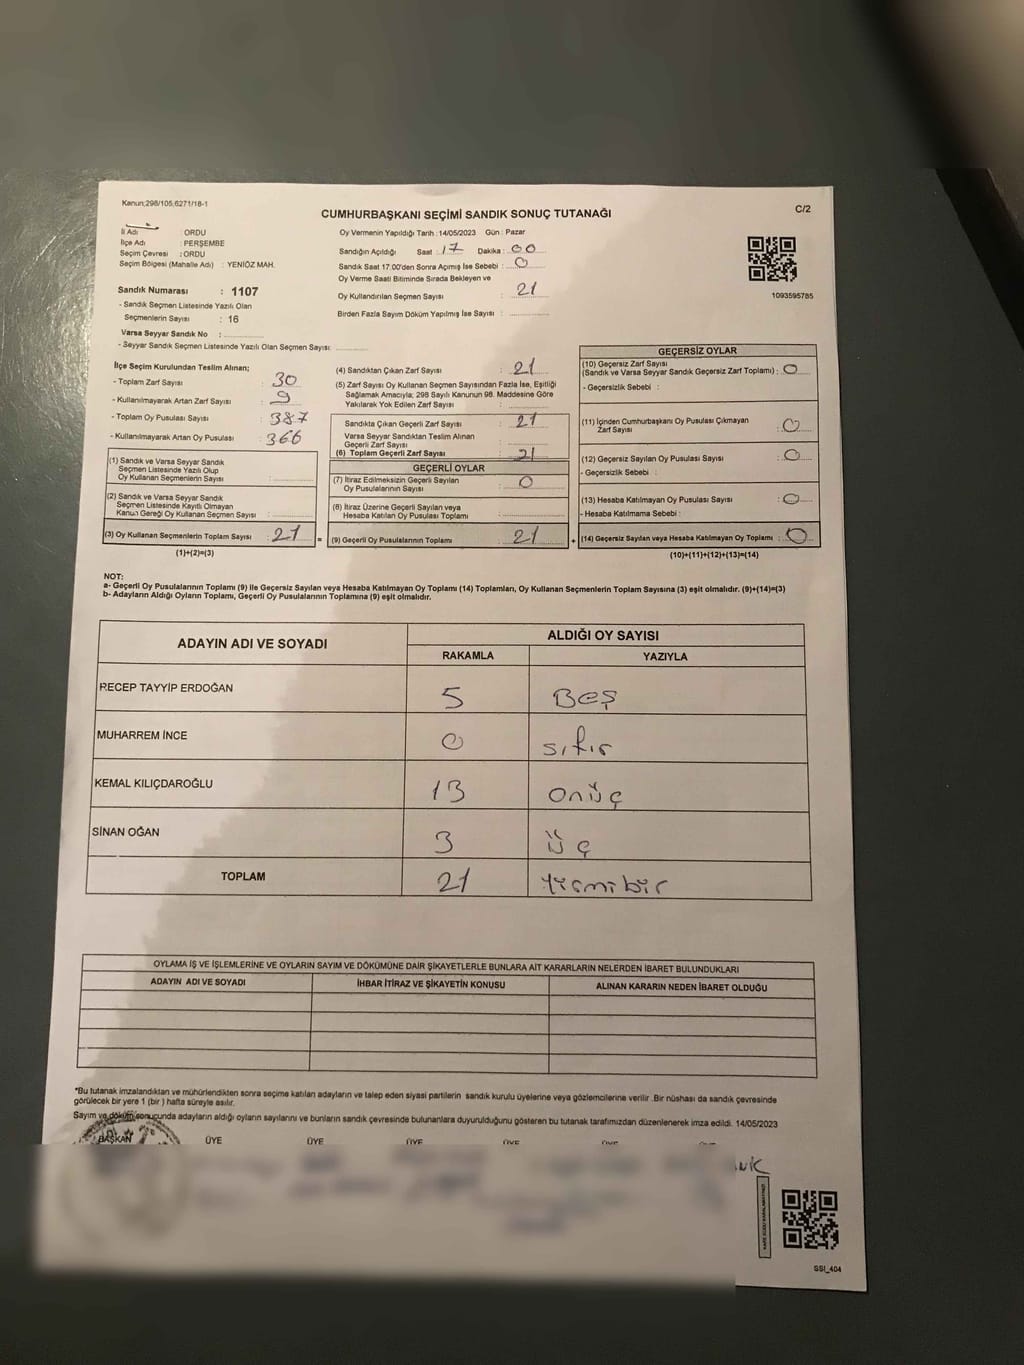 Kanun;298/105,6271/18-1
CUMHURBAŞKANI SEÇİMİ SANDIK SONUÇ TUTANAĞI
C/2
İl Adı : ORDU
İlçe Adı : PERŞEMBE
Seçim Çevresi : ORDU
Seçim Bölgesi (Mahalle Adı) : YENİÖZ MAH.
Sandık Numarası : 1107
- Sandık Seçmen Listesinde Yazılı Olan
Seçmenlerin Sayısı : 16
Varsa Seyyar Sandık No :
- Seyyar Sandık Seçmen Listesinde Yazılı Olan Seçmen Sayısı:
Oy Vermenin Yapıldığı Tarih :14/05/2023 Gün : Pazar
Sandığın Açıldığı Saat : 17 Dakika : 00
Sandık Saat 17.00'den Sonra Açımış İse Sebebi : 0
Oy Verme Saati Bitiminde Sırada Bekleyen ve
Oy Kullandırılan Seçmen Sayısı : 21
Birden Fazla Sayım Döküm Yapılmış İse Sayısı :
1093595785
İlçe Seçim Kurulundan Teslim Alınan;
- Toplam Zarf Sayısı : 30
- Kullanılmayarak Artan Zarf Sayısı : 9
- Toplam Oy Pusulası Sayısı : 387
- Kullanılmayarak Artan Oy Pusulası : 366
(1) Sandık ve Varsa Seyyar Sandık
Seçmen Listesinde Yazılı Olup
Oy Kullanan Seçmenlerin Sayısı :
(2) Sandık ve Varsa Seyyar Sandık
Seçmen Listesinde Kayıtlı Olmayan
Kanun Gereği Oy Kullanan Seçmen Sayısı :
(3) Oy Kullanan Seçmenlerin Toplam Sayısı : 21 =
(1)+(2)=(3)
(4) Sandıktan Çıkan Zarf Sayısı : 21
(5) Zarf Sayısı Oy Kullanan Seçmen Sayısından Fazla İse, Eşitliği
Sağlamak Amacıyla; 298 Sayılı Kanunun 98. Maddesine Göre
Yakılarak Yok Edilen Zarf Sayısı :
Sandıkta Çıkan Geçerli Zarf Sayısı : 21
Varsa Seyyar Sandıktan Teslim Alınan
Geçerli Zarf Sayısı :
(6) Toplam Geçerli Zarf Sayısı : 21
GEÇERLİ OYLAR
(7) İtiraz Edilmeksizin Geçerli Sayılan
Oy Pusulalarının Sayısı : 0
(8) İtiraz Üzerine Geçerli Sayılan veya
Hesaba Katılan Oy Pusulası Toplamı :
(9) Geçerli Oy Pusulalarının Toplamı : 21 +
GEÇERSİZ OYLAR
(10) Geçersiz Zarf Sayısı
(Sandık ve Varsa Seyyar Sandık Geçersiz Zarf Toplamı) : 0
- Geçersizlik Sebebi :
(11) İçinden Cumhurbaşkanı Oy Pusulası Çıkmayan
Zarf Sayısı : 0
(12) Geçersiz Sayılan Oy Pusulası Sayısı : 0
- Geçersizlik Sebebi :
(13) Hesaba Katılmayan Oy Pusulası Sayısı : 0
- Hesaba Katılmama Sebebi :
(14) Geçersiz Sayılan veya Hesaba Katılmayan Oy Toplamı : 0
(10)+(11)+(12)+(13)=(14)
NOT:
a- Geçerli Oy Pusulalarının Toplamı (9) ile Geçersiz Sayılan veya Hesaba Katılmayan Oy Toplamı (14) Toplamları, Oy Kullanan Seçmenlerin Toplam Sayısına (3) eşit olmalıdır. (9)+(14)=(3)
b- Adayların Aldığı Oyların Toplamı, Geçerli Oy Pusulalarının Toplamına (9) eşit olmalıdır.
ADAYIN ADI VE SOYADI
ALDIĞI OY SAYISI
RAKAMLA YAZIYLA
RECEP TAYYİP ERDOĞAN 5 Beş
MUHARREM İNCE 0 sıfır
KEMAL KILIÇDAROĞLU 13 onüç
SİNAN OĞAN 3 üç
TOPLAM 21 yirmibir
OYLAMA İŞ VE İŞLEMLERİNE VE OYLARIN SAYIM VE DÖKÜMÜNE DAİR ŞİKAYETLERLE BUNLARA AİT KARARLARIN NELERDEN İBARET BULUNDUKLARI
ADAYIN ADI VE SOYADI İHBAR İTİRAZ VE ŞİKAYETİN KONUSU ALINAN KARARIN NEDEN İBARET OLDUĞU
*Bu tutanak imzalandıktan ve mühürlendikten sonra seçime katılan adayların ve talep eden siyasi partilerin sandık kurulu üyelerine veya gözlemcilerine verilir .Bir nüshası da sandık çevresinde
görülecek bir yere 1 (bir ) hafta süreyle asılır.
Sayım ve döküm sonucunda adayların aldığı oyların sayılarını ve bunların sandık çevresinde bulunanlara duyurulduğunu gösteren bu tutanak tarafımızdan düzenlenerek imza edildi. 14/05/2023
BAŞKAN ÜYE ÜYE ÜYE ÜYE ÜYE
SSI_404